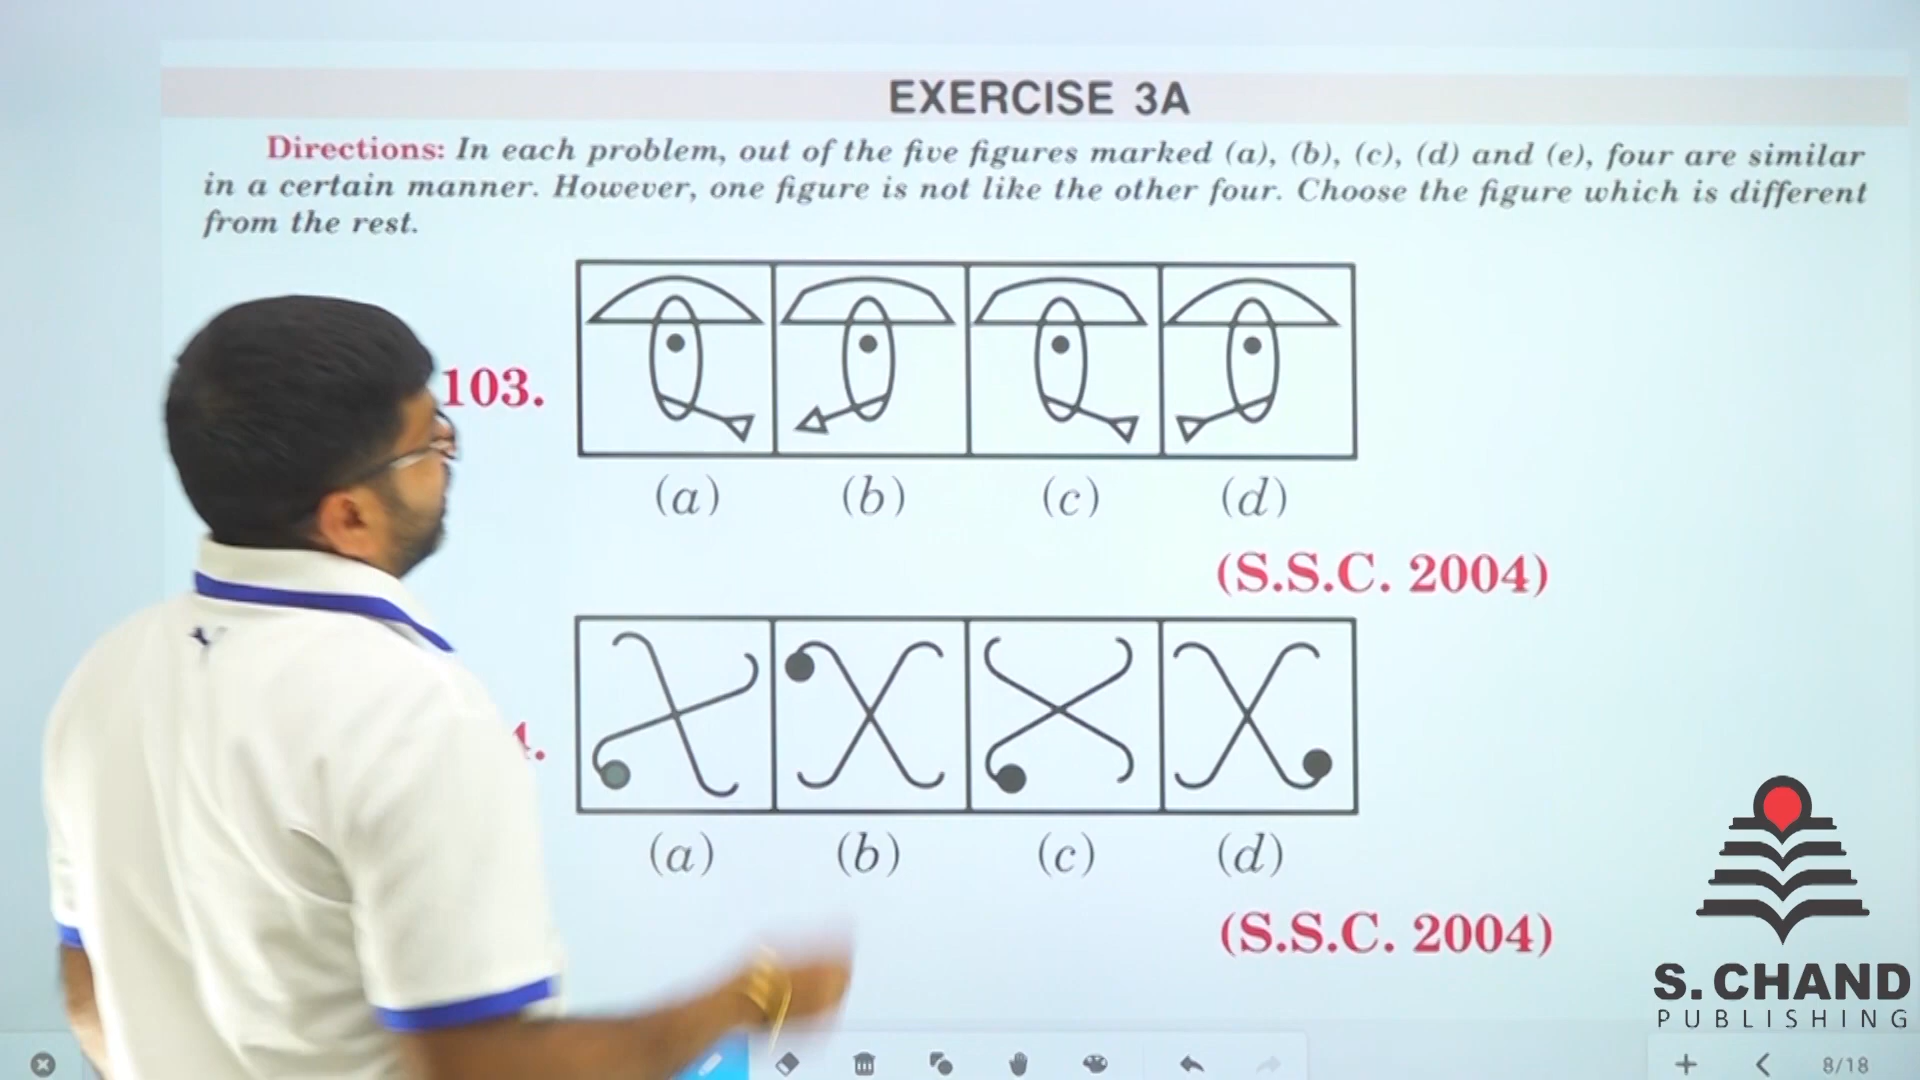 EXERCISE 3A
Directions: In each problem, out of the five figures marked (a), (b), (c), (d) and (e), four are similar
in a certain manner. However, one figure is not like the other four. Choose the figure which is different
from the rest.
103.
(a) (b) (c) (d)
(S.S.C. 2004)
4.
(a) (b) (c) (d)
(S.S.C. 2004)
S. CHAND
PUBLISHING
8/18